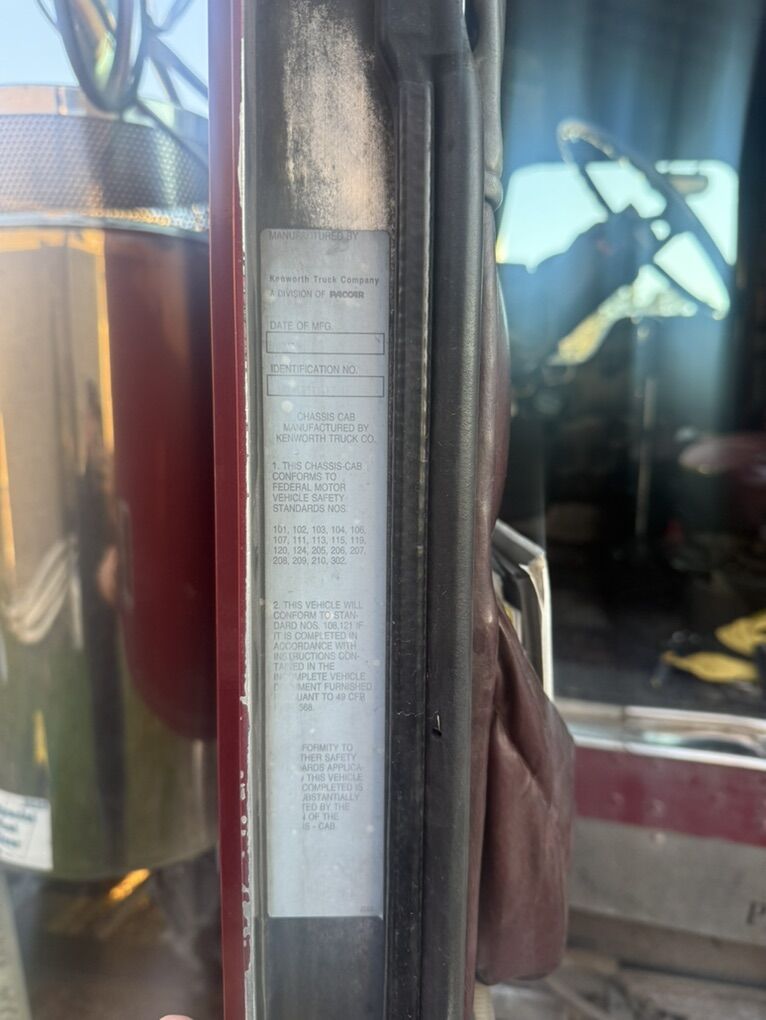 MANUFACTURED BY
Kenworth Truck Company
A DIVISION OF PACCAR
DATE OF MFG.
IDENTIFICATION NO.
CHASSIS CAB
MANUFACTURED BY
KENWORTH TRUCK CO.
1. THIS CHASSIS-CAB
CONFORMS TO
FEDERAL MOTOR
VEHICLE SAFETY
STANDARDS NOS.
101, 102, 103, 104, 106,
107, 111, 113, 115, 119,
120, 124, 205, 206, 207,
208, 209, 210, 302.
2. THIS VEHICLE WILL
CONFORM TO STAN-
DARD NOS. 108,121 IF
IT IS COMPLETED IN
ACCORDANCE WITH
INSTRUCTIONS CON-
TAINED IN THE
INCOMPLETE VEHICLE
MENT FURNISHED
UANT TO 49 CFR
568.
FORMITY TO
THER SAFETY
ARDS APPLICA-
THIS VEHICLE
COMPLETED IS
BSTANTIALLY
TED BY THE
OF THE
IS - CAB.